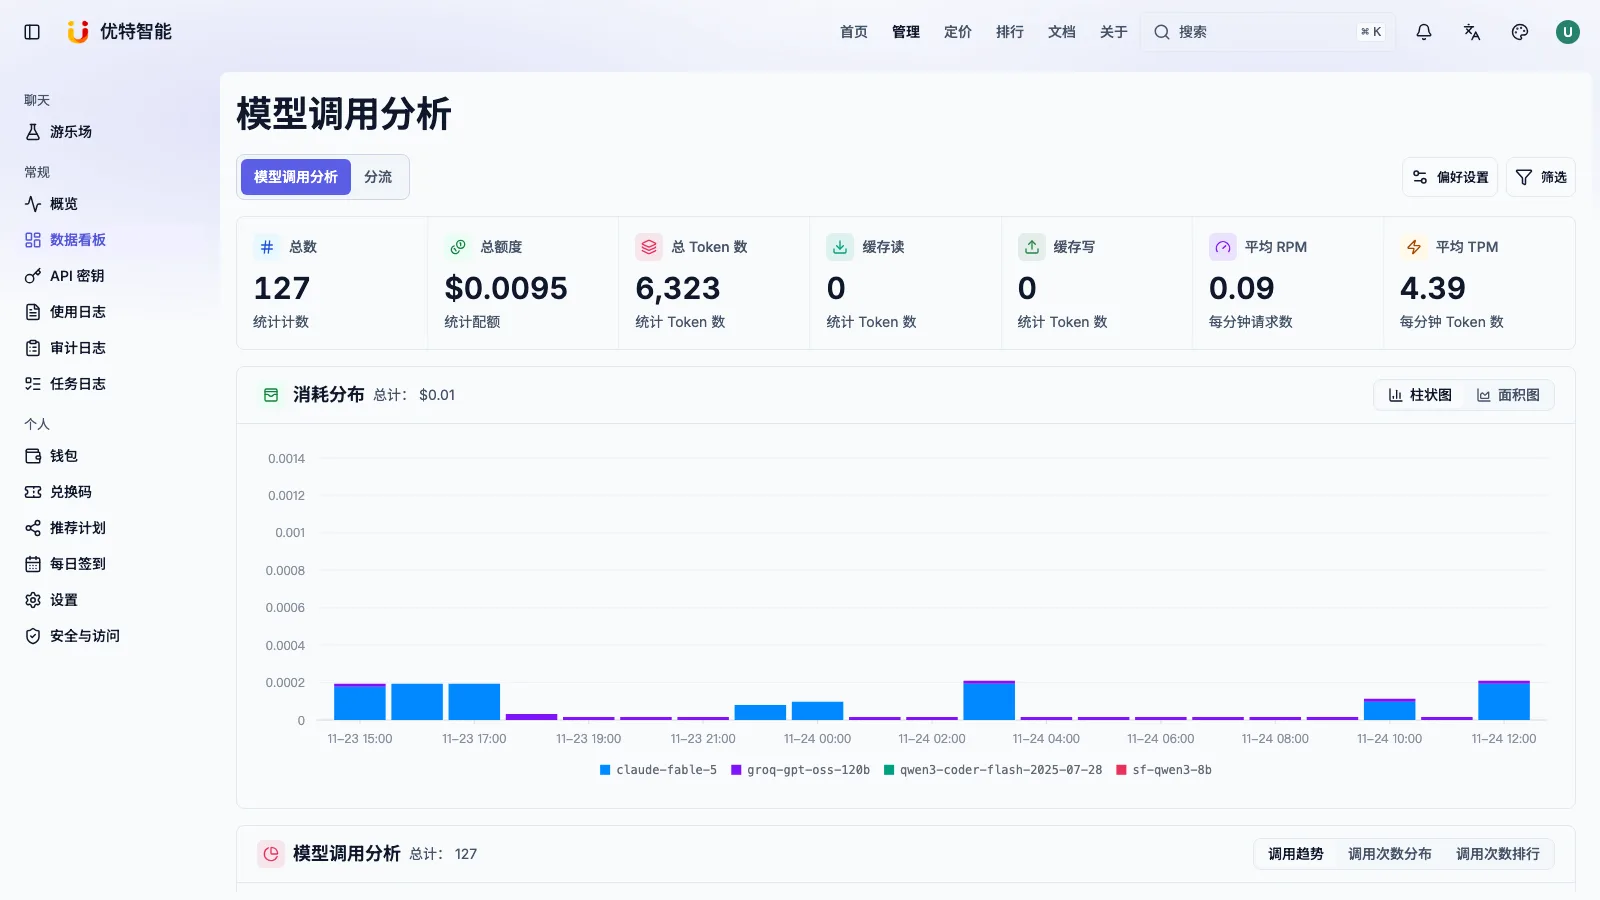 优特智能
首页 管理 定价 排行 文档 关于 搜索 ⌘ K U
聊天
游乐场
常规
概览
数据看板
API 密钥
使用日志
审计日志
任务日志
个人
钱包
兑换码
推荐计划
每日签到
设置
安全与访问
模型调用分析
模型调用分析 分流 偏好设置 筛选
总数 总额度 总 Token 数 缓存读 缓存写 平均 RPM 平均 TPM
127 $0.0095 6,323 0 0 0.09 4.39
统计计数 统计配额 统计 Token 数 统计 Token 数 统计 Token 数 每分钟请求数 每分钟 Token 数
消耗分布 总计： $0.01 柱状图 面积图
0.0014
0.0012
0.001
0.0008
0.0006
0.0004
0.0002
0
11-23 15:00 11-23 17:00 11-23 19:00 11-23 21:00 11-24 00:00 11-24 02:00 11-24 04:00 11-24 06:00 11-24 08:00 11-24 10:00 11-24 12:00
claude-fable-5 groq-gpt-oss-120b qwen3-coder-flash-2025-07-28 sf-qwen3-8b
模型调用分析 总计： 127 调用趋势 调用次数分布 调用次数排行